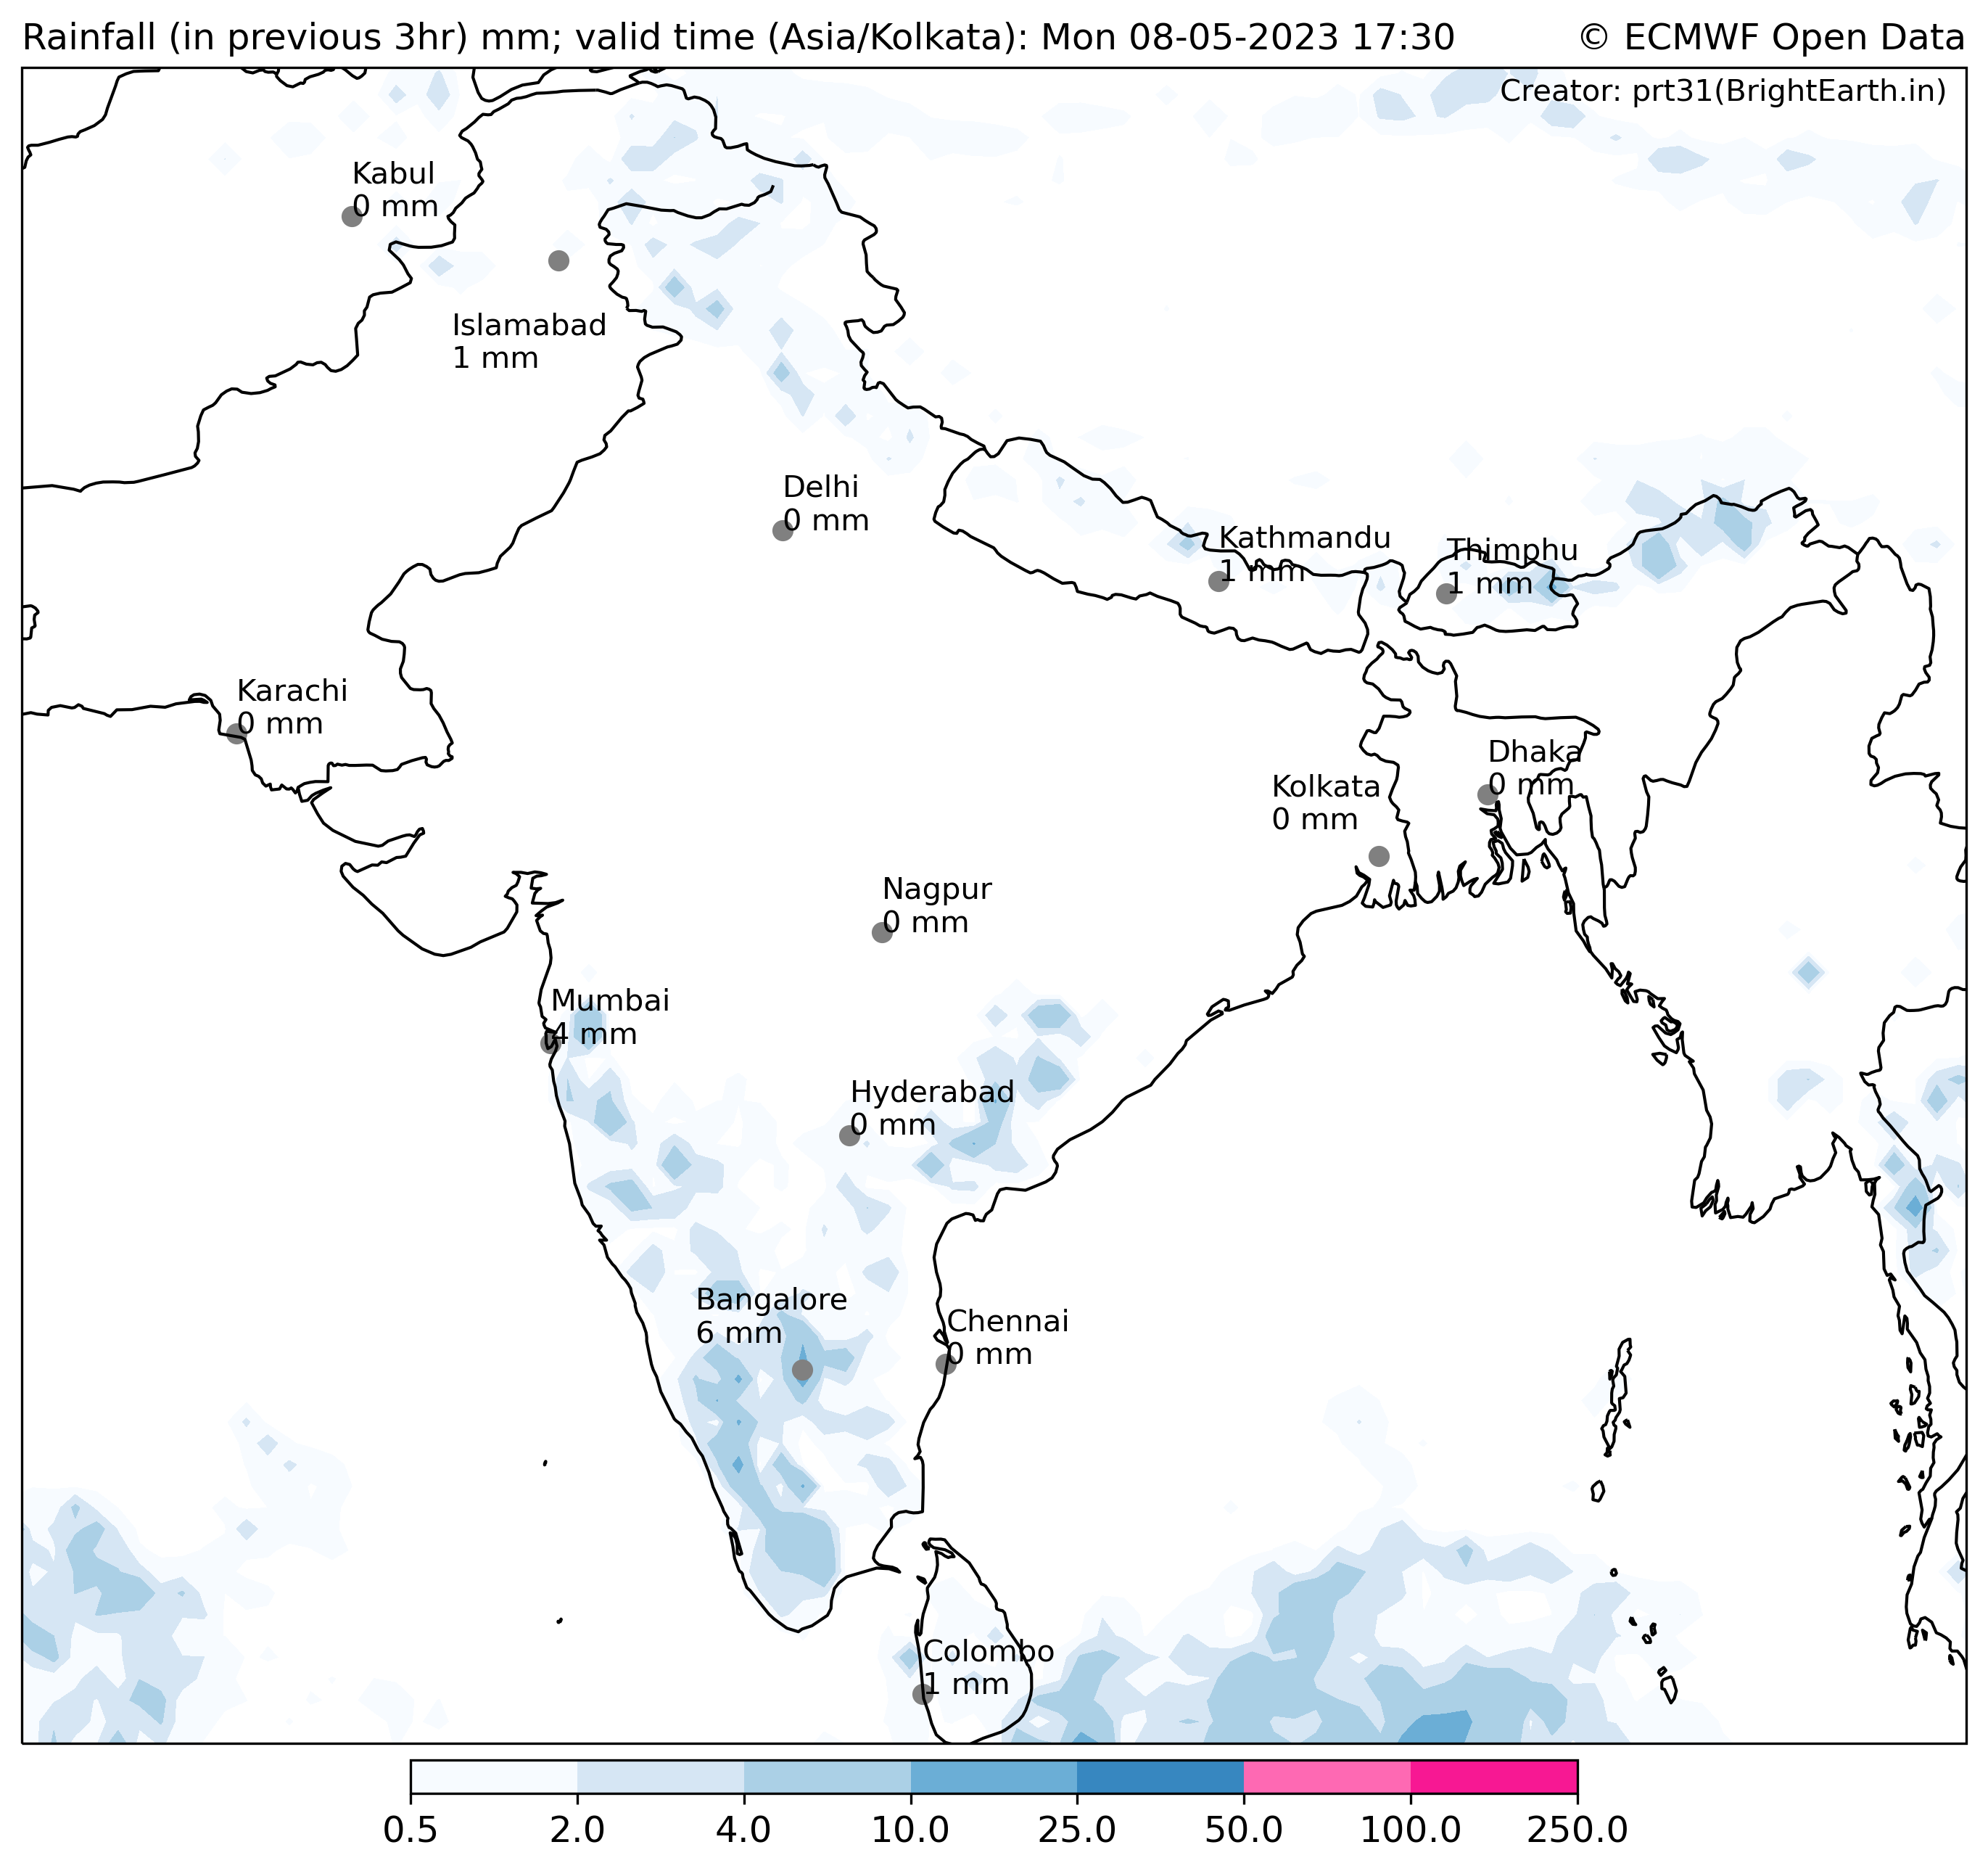 Rainfall (in previous 3hr) mm; valid time (Asia/Kolkata): Mon 08-05-2023 17:30
© ECMWF Open Data
Creator: prt31(BrightEarth.in)
Kabul
0 mm
Islamabad
1 mm
Delhi
0 mm
Kathmandu
1 mm
Thimphu
1 mm
Karachi
0 mm
Dhaka
0 mm
Kolkata
0 mm
Nagpur
0 mm
Mumbai
4 mm
Hyderabad
0 mm
Bangalore
6 mm
Chennai
0 mm
Colombo
1 mm
0.5 2.0 4.0 10.0 25.0 50.0 100.0 250.0